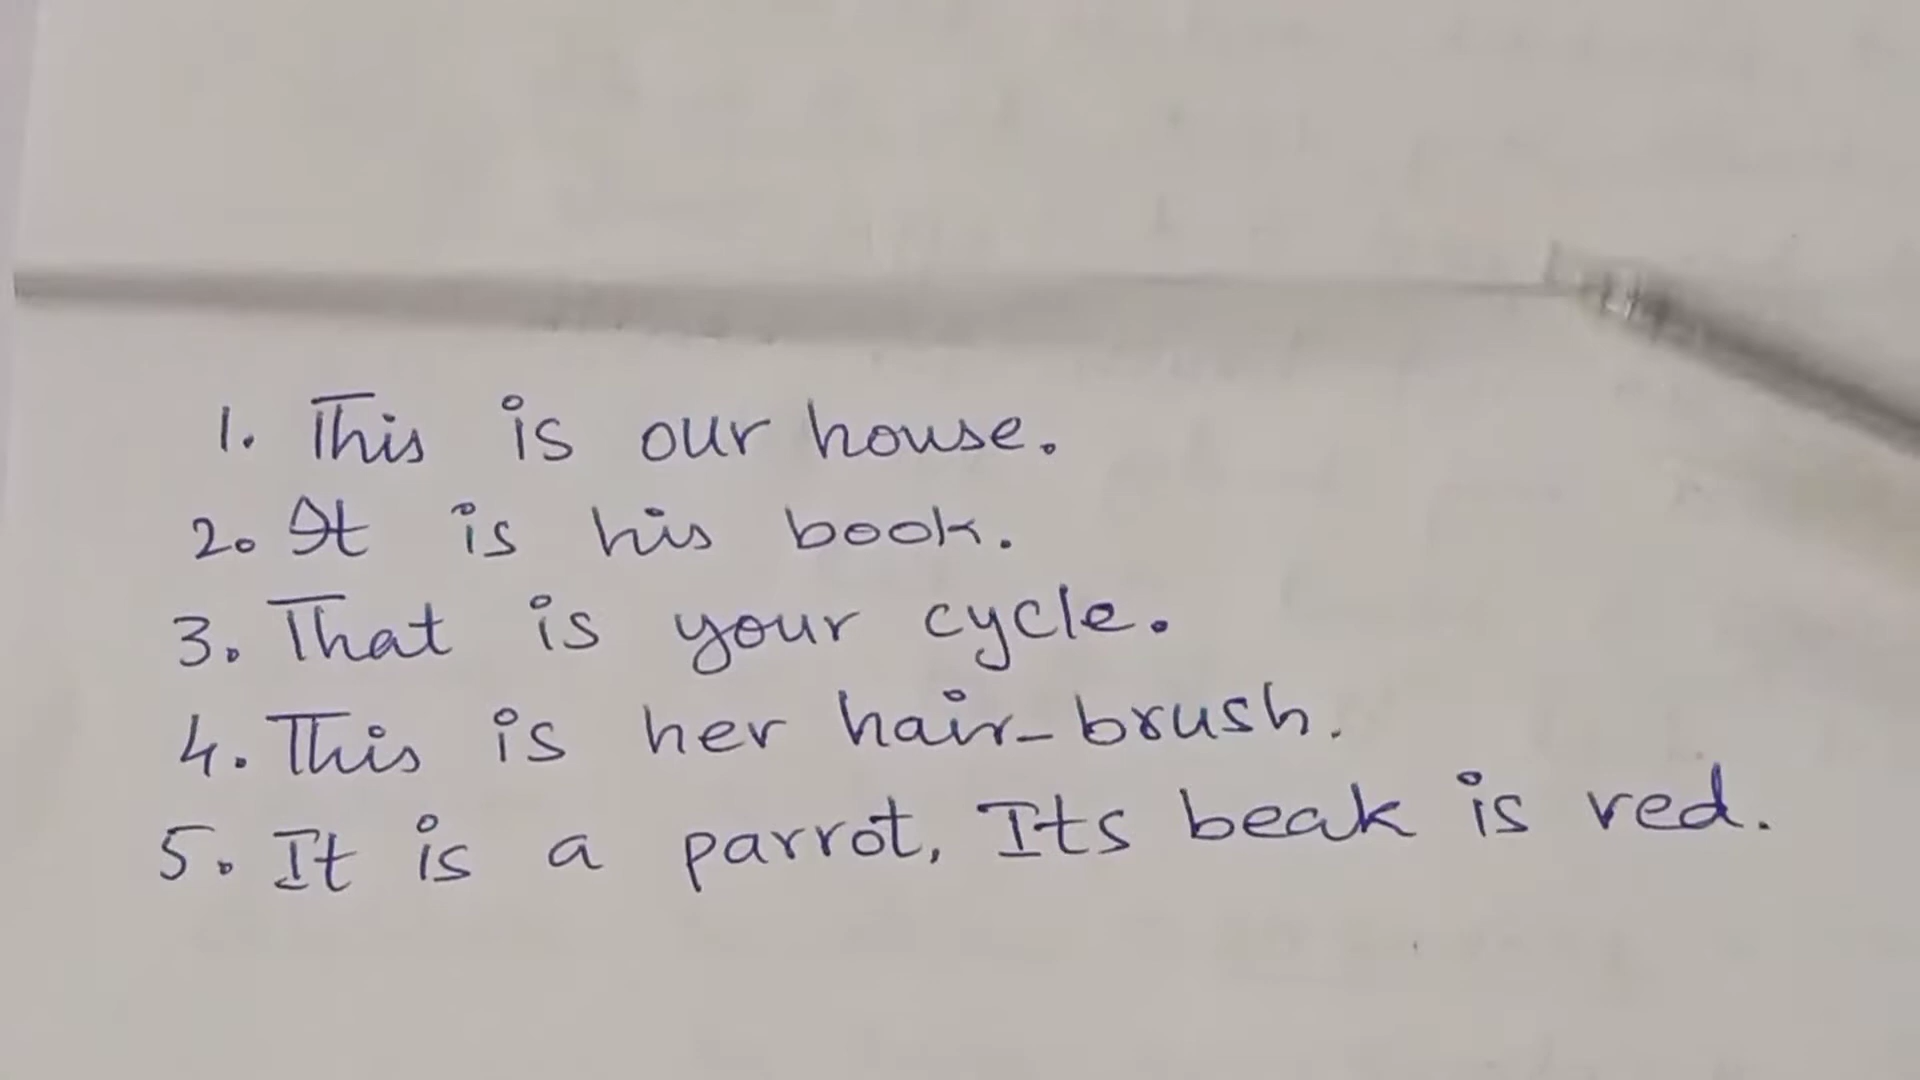 1. This is our house.
2. It is his book.
3. That is your cycle.
4. This is her hair-brush.
5. It is a parrot, Its beak is red.